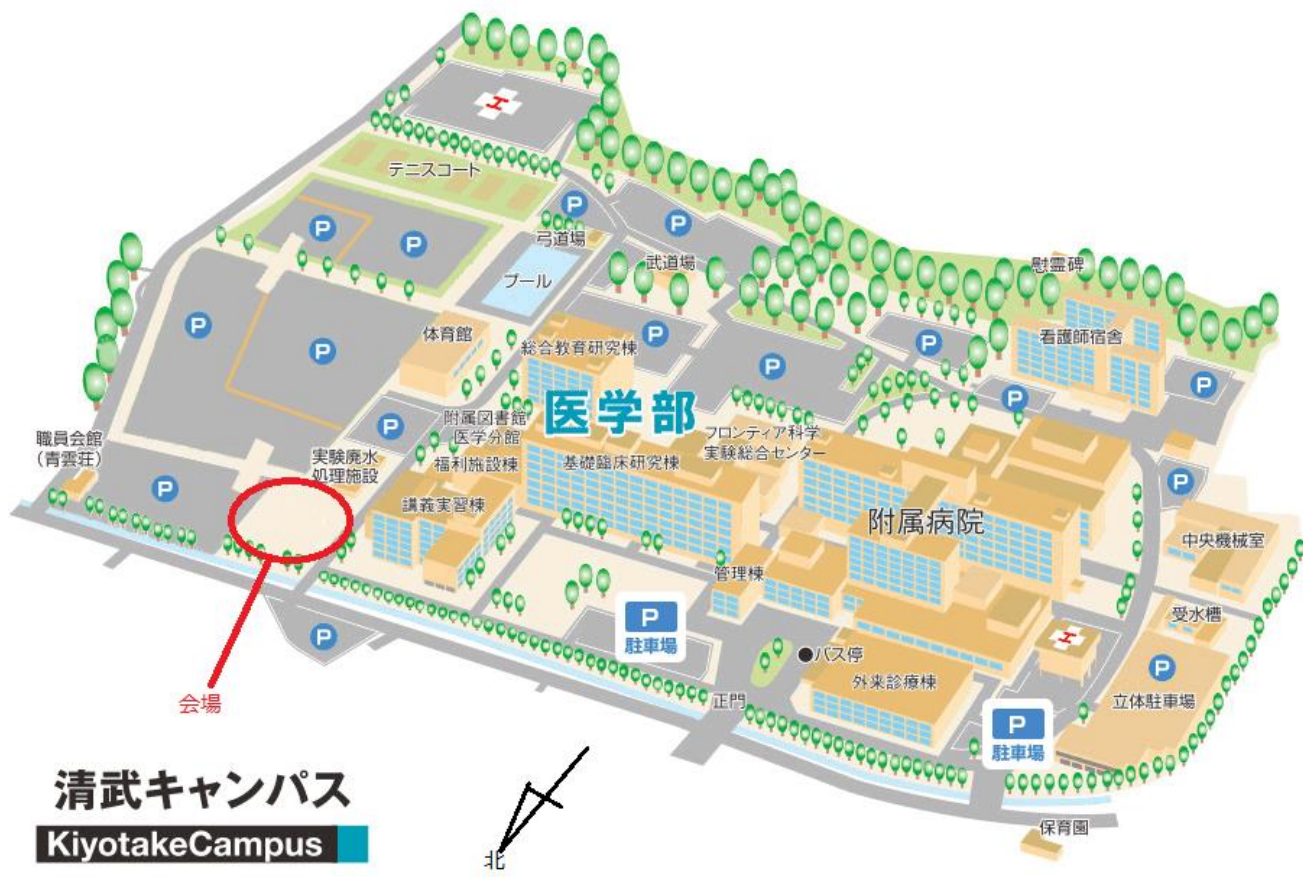 H
テニスコート
P
P
P
P
弓道場
武道場
プール
慰霊碑
P
P
体育館
総合教育研究棟
P
P
P
P
看護師宿舎
P
P
医学部
附属図書館
医学分館
フロンティア科学
実験総合センター
職員会館
（青雲荘）
実験廃水
処理施設
福利施設棟
基礎臨床研究棟
P
講義実習棟
P
附属病院
中央機械室
管理棟
受水槽
P
P
駐車場
H
バス停
P
外来診療棟
立体駐車場
正門
会場
P
駐車場
清武キャンパス
KiyotakeCampus
北
保育園